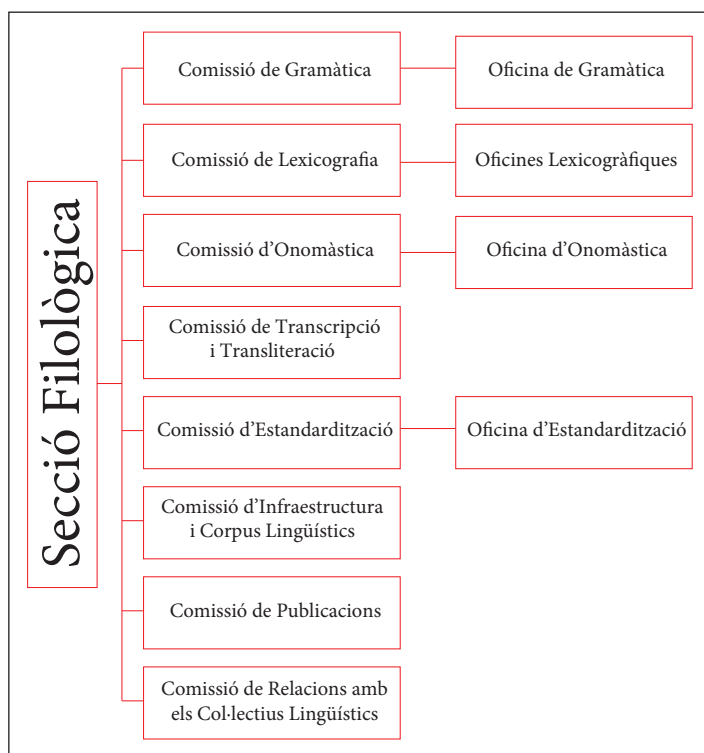 Secció Filològica
Comissió de Gramàtica
Oficina de Gramàtica
Comissió de Lexicografia
Oficines Lexicogràfiques
Comissió d’Onomàstica
Oficina d’Onomàstica
Comissió de Transcripció
i Transliteració
Comissió d’Estandardització
Oficina d’Estandardització
Comissió d’Infraestructura
i Corpus Lingüístics
Comissió de Publicacions
Comissió de Relacions amb
els Col·lectius Lingüístics